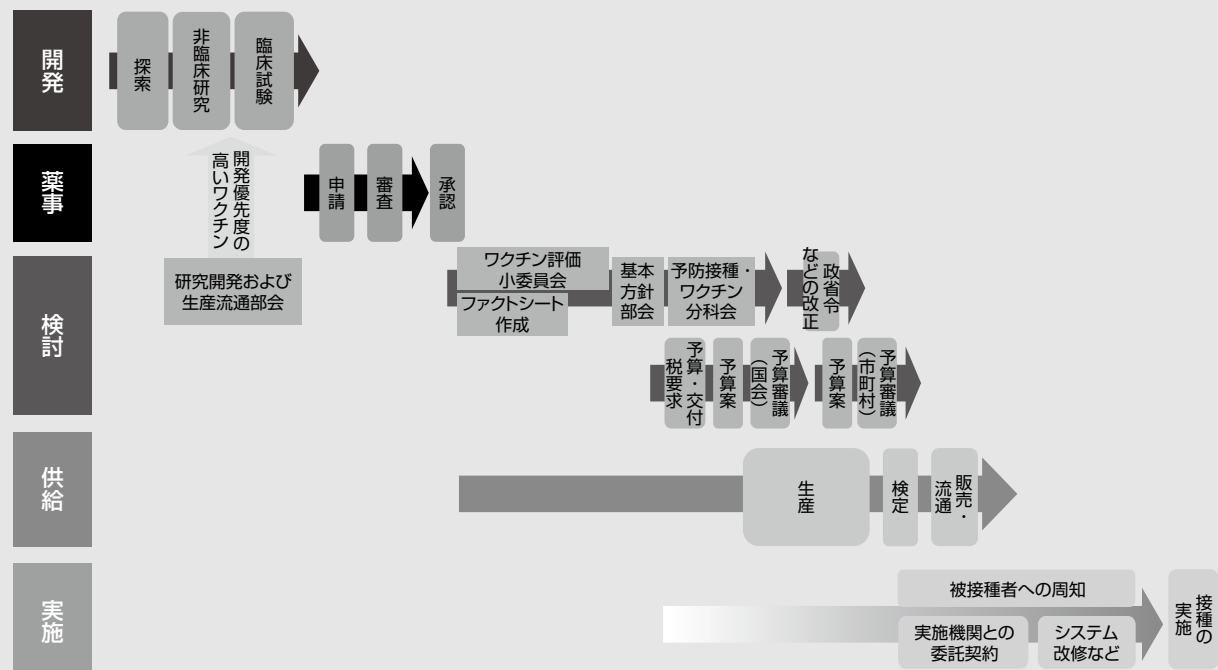 開発
探索
非臨床研究
臨床試験
薬事
開発優先度の
高いワクチン
申請
審査
承認
検討
研究開発および
生産流通部会
ワクチン評価
小委員会
ファクトシート
作成
基本
方針
部会
予防接種・
ワクチン
分科会
政省令
などの改正
予算・交付
税要求
予算案
予算審議
(国会)
予算案
予算審議
(市町村)
供給
生産
検定
販売・
流通
実施
被接種者への周知
実施機関との
委託契約
システム
改修など
接種の
実施